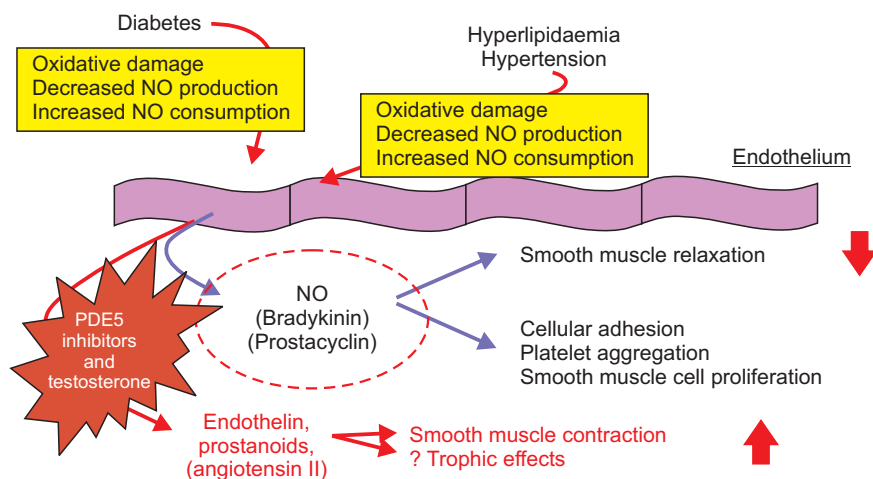 Diabetes
Oxidative damage
Decreased NO production
Increased NO consumption
Hyperlipidaemia
Hypertension
Oxidative damage
Decreased NO production
Increased NO consumption
Endothelium
PDE5
inhibitors
and
testosterone
NO
(Bradykinin)
(Prostacyclin)
Smooth muscle relaxation
Cellular adhesion
Platelet aggregation
Smooth muscle cell proliferation
Endothelin,
prostanoids,
(angiotensin II)
Smooth muscle contraction
? Trophic effects